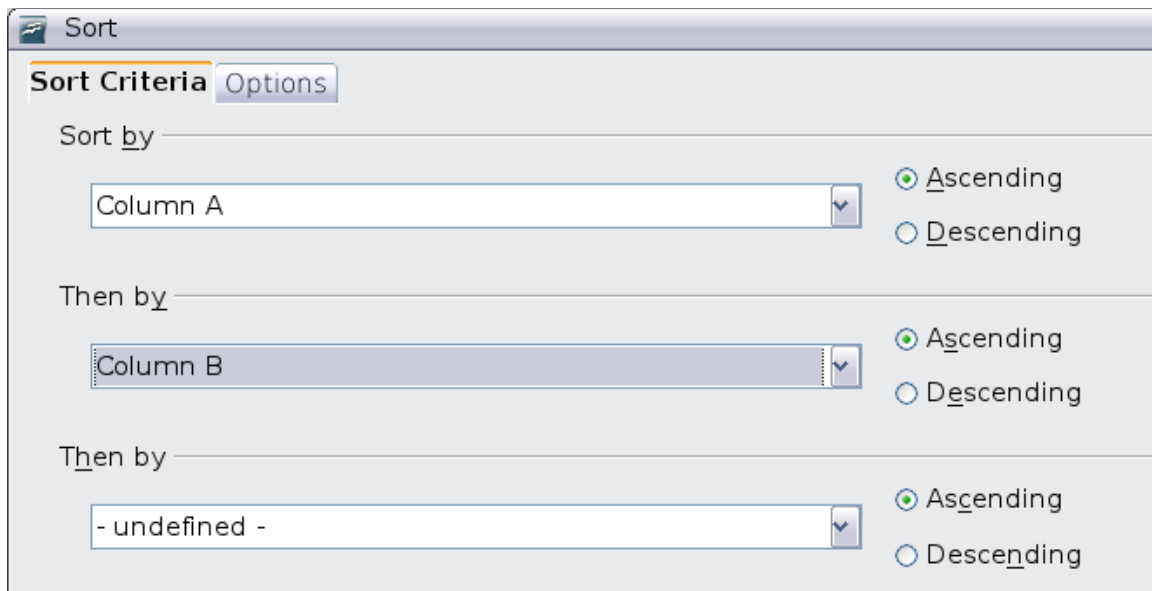 Sort
Sort Criteria Options
Sort by
Column A
Ascending
Descending
Then by
Column B
Ascending
Descending
Then by
- undefined -
Ascending
Descending